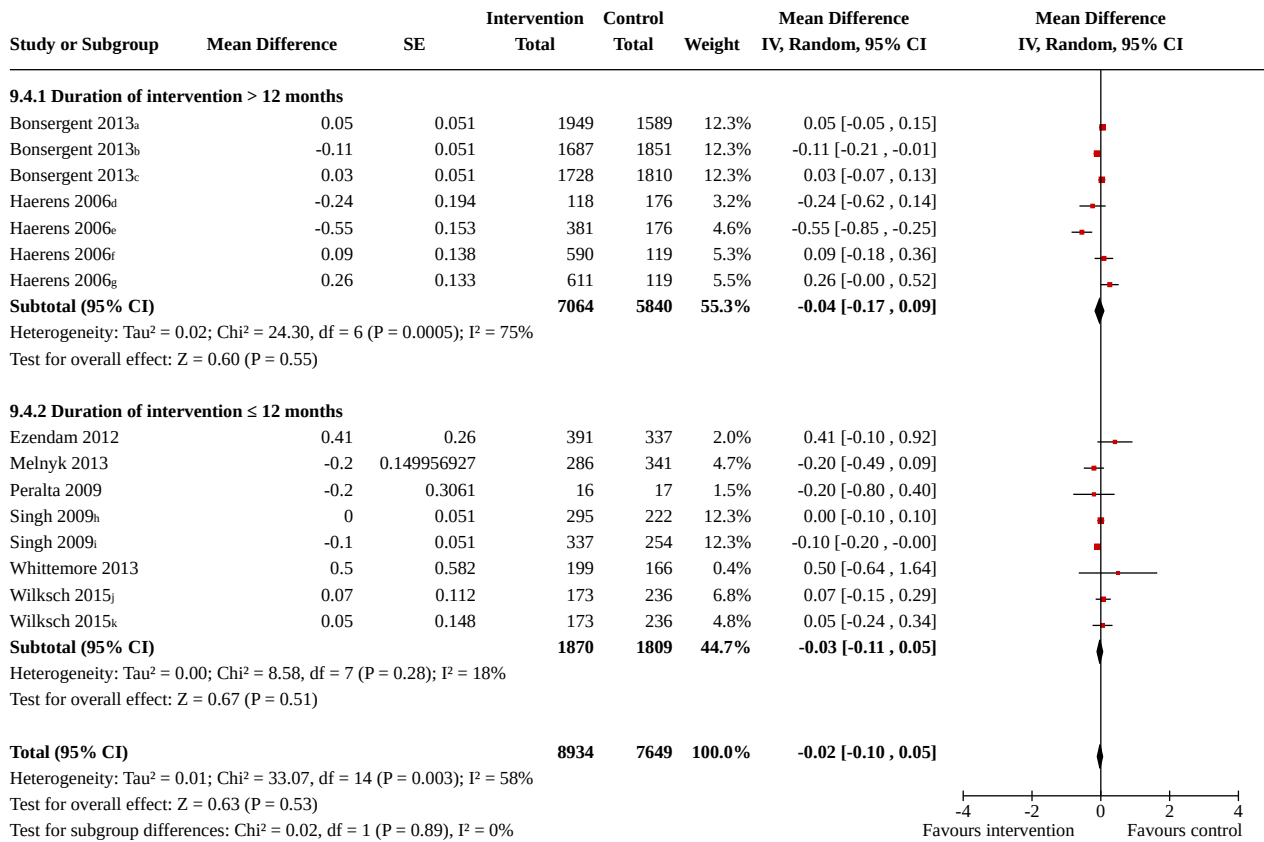 Intervention Control Mean Difference Mean Difference
Study or Subgroup Mean Difference SE Total Total Weight IV, Random, 95% CI IV, Random, 95% CI
9.4.1 Duration of intervention > 12 months
Bonsergent 2013a 0.05 0.051 1949 1589 12.3% 0.05 [-0.05 , 0.15]
Bonsergent 2013b -0.11 0.051 1687 1851 12.3% -0.11 [-0.21 , -0.01]
Bonsergent 2013c 0.03 0.051 1728 1810 12.3% 0.03 [-0.07 , 0.13]
Haerens 2006d -0.24 0.194 118 176 3.2% -0.24 [-0.62 , 0.14]
Haerens 2006e -0.55 0.153 381 176 4.6% -0.55 [-0.85 , -0.25]
Haerens 2006f 0.09 0.138 590 119 5.3% 0.09 [-0.18 , 0.36]
Haerens 2006g 0.26 0.133 611 119 5.5% 0.26 [-0.00 , 0.52]
Subtotal (95% CI) 7064 5840 55.3% -0.04 [-0.17 , 0.09]
Heterogeneity: Tau² = 0.02; Chi² = 24.30, df = 6 (P = 0.0005); I² = 75%
Test for overall effect: Z = 0.60 (P = 0.55)
9.4.2 Duration of intervention ≤ 12 months
Ezendam 2012 0.41 0.26 391 337 2.0% 0.41 [-0.10 , 0.92]
Melnyk 2013 -0.2 0.149956927 286 341 4.7% -0.20 [-0.49 , 0.09]
Peralta 2009 -0.2 0.3061 16 17 1.5% -0.20 [-0.80 , 0.40]
Singh 2009h 0 0.051 295 222 12.3% 0.00 [-0.10 , 0.10]
Singh 2009i -0.1 0.051 337 254 12.3% -0.10 [-0.20 , -0.00]
Whittemore 2013 0.5 0.582 199 166 0.4% 0.50 [-0.64 , 1.64]
Wilksch 2015j 0.07 0.112 173 236 6.8% 0.07 [-0.15 , 0.29]
Wilksch 2015k 0.05 0.148 173 236 4.8% 0.05 [-0.24 , 0.34]
Subtotal (95% CI) 1870 1809 44.7% -0.03 [-0.11 , 0.05]
Heterogeneity: Tau² = 0.00; Chi² = 8.58, df = 7 (P = 0.28); I² = 18%
Test for overall effect: Z = 0.67 (P = 0.51)
Total (95% CI) 8934 7649 100.0% -0.02 [-0.10 , 0.05]
Heterogeneity: Tau² = 0.01; Chi² = 33.07, df = 14 (P = 0.003); I² = 58%
Test for overall effect: Z = 0.63 (P = 0.53)
-4 -2 0 2 4
Test for subgroup differences: Chi² = 0.02, df = 1 (P = 0.89), I² = 0% Favours intervention Favours control